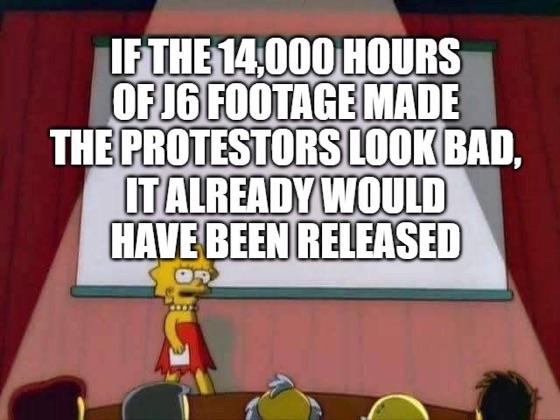 IF THE 14,000 HOURS
OF J6 FOOTAGE MADE
THE PROTESTORS LOOK BAD,
IT ALREADY WOULD
HAVE BEEN RELEASED